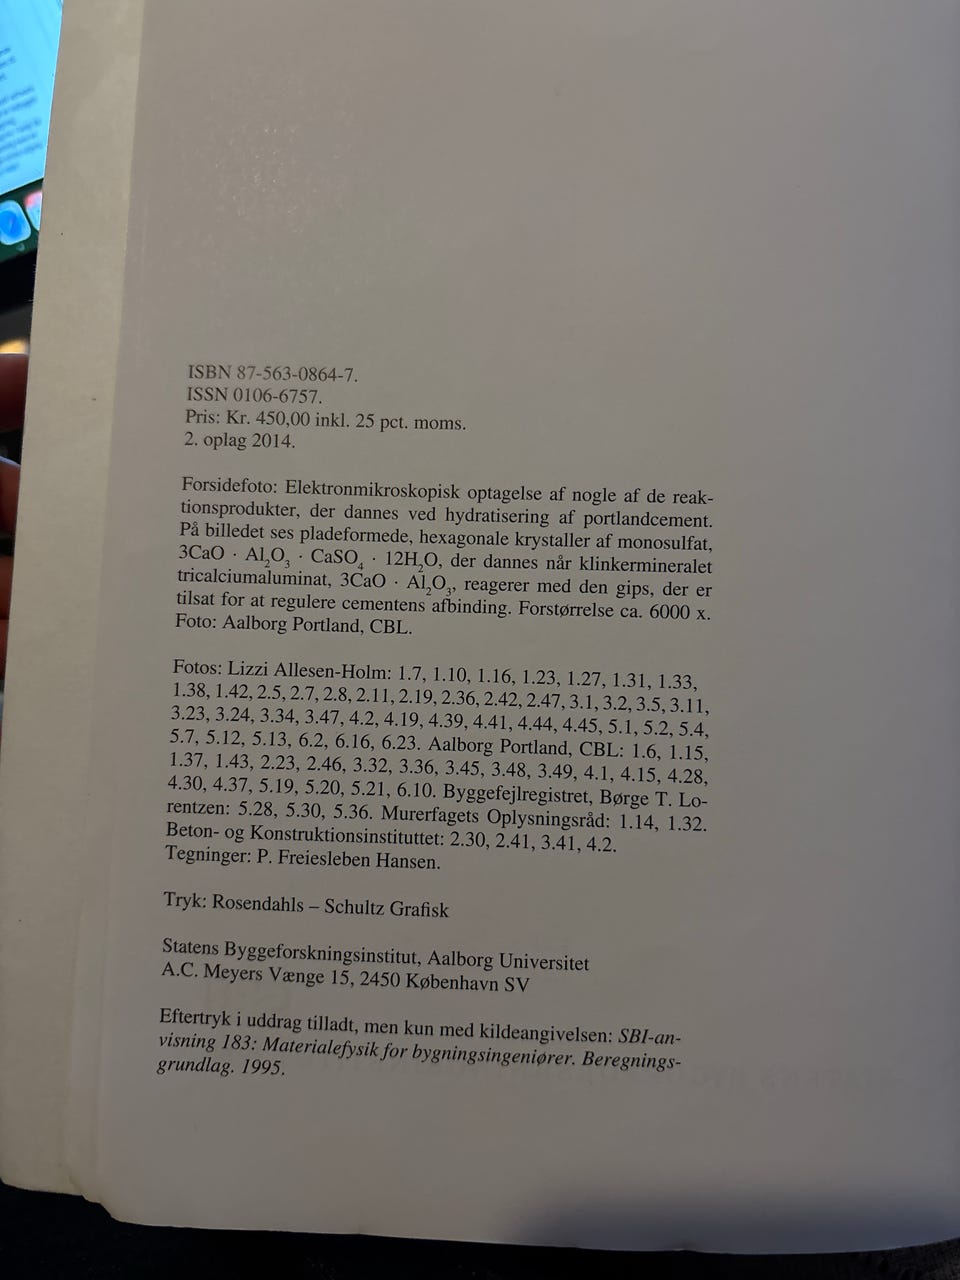 ISBN 87-563-0864-7.
ISSN 0106-6757.
Pris: Kr. 450,00 inkl. 25 pct. moms.
2. oplag 2014.
Forsidefoto: Elektronmikroskopisk optagelse af nogle af de reak-
tionsprodukter, der dannes ved hydratisering af portlandcement.
På billedet ses pladeformede, hexagonale krystaller af monosulfat,
3CaO · Al₂O₃ · CaSO₄ · 12H₂O, der dannes når klinkermineralet
tricalciumaluminat, 3CaO · Al₂O₃, reagerer med den gips, der er
tilsat for at regulere cementens afbinding. Forstørrelse ca. 6000 x.
Foto: Aalborg Portland, CBL.
Fotos: Lizzi Allesen-Holm: 1.7, 1.10, 1.16, 1.23, 1.27, 1.31, 1.33,
1.38, 1.42, 2.5, 2.7, 2.8, 2.11, 2.19, 2.36, 2.42, 2.47, 3.1, 3.2, 3.5, 3.11,
3.23, 3.24, 3.34, 3.47, 4.2, 4.19, 4.39, 4.41, 4.44, 4.45, 5.1, 5.2, 5.4,
5.7, 5.12, 5.13, 6.2, 6.16, 6.23. Aalborg Portland, CBL: 1.6, 1.15,
1.37, 1.43, 2.23, 2.46, 3.32, 3.36, 3.45, 3.48, 3.49, 4.1, 4.15, 4.28,
4.30, 4.37, 5.19, 5.20, 5.21, 6.10. Byggefejlregistret, Børge T. Lo-
rentzen: 5.28, 5.30, 5.36. Murerfagets Oplysningsråd: 1.14, 1.32.
Beton- og Konstruktionsinstituttet: 2.30, 2.41, 3.41, 4.2.
Tegninger: P. Freiesleben Hansen.
Tryk: Rosendahls – Schultz Grafisk
Statens Byggeforskningsinstitut, Aalborg Universitet
A.C. Meyers Vænge 15, 2450 København SV
Eftertryk i uddrag tilladt, men kun med kildeangivelsen: SBI-an-
visning 183: Materialefysik for bygningsingeniører. Beregnings-
grundlag. 1995.